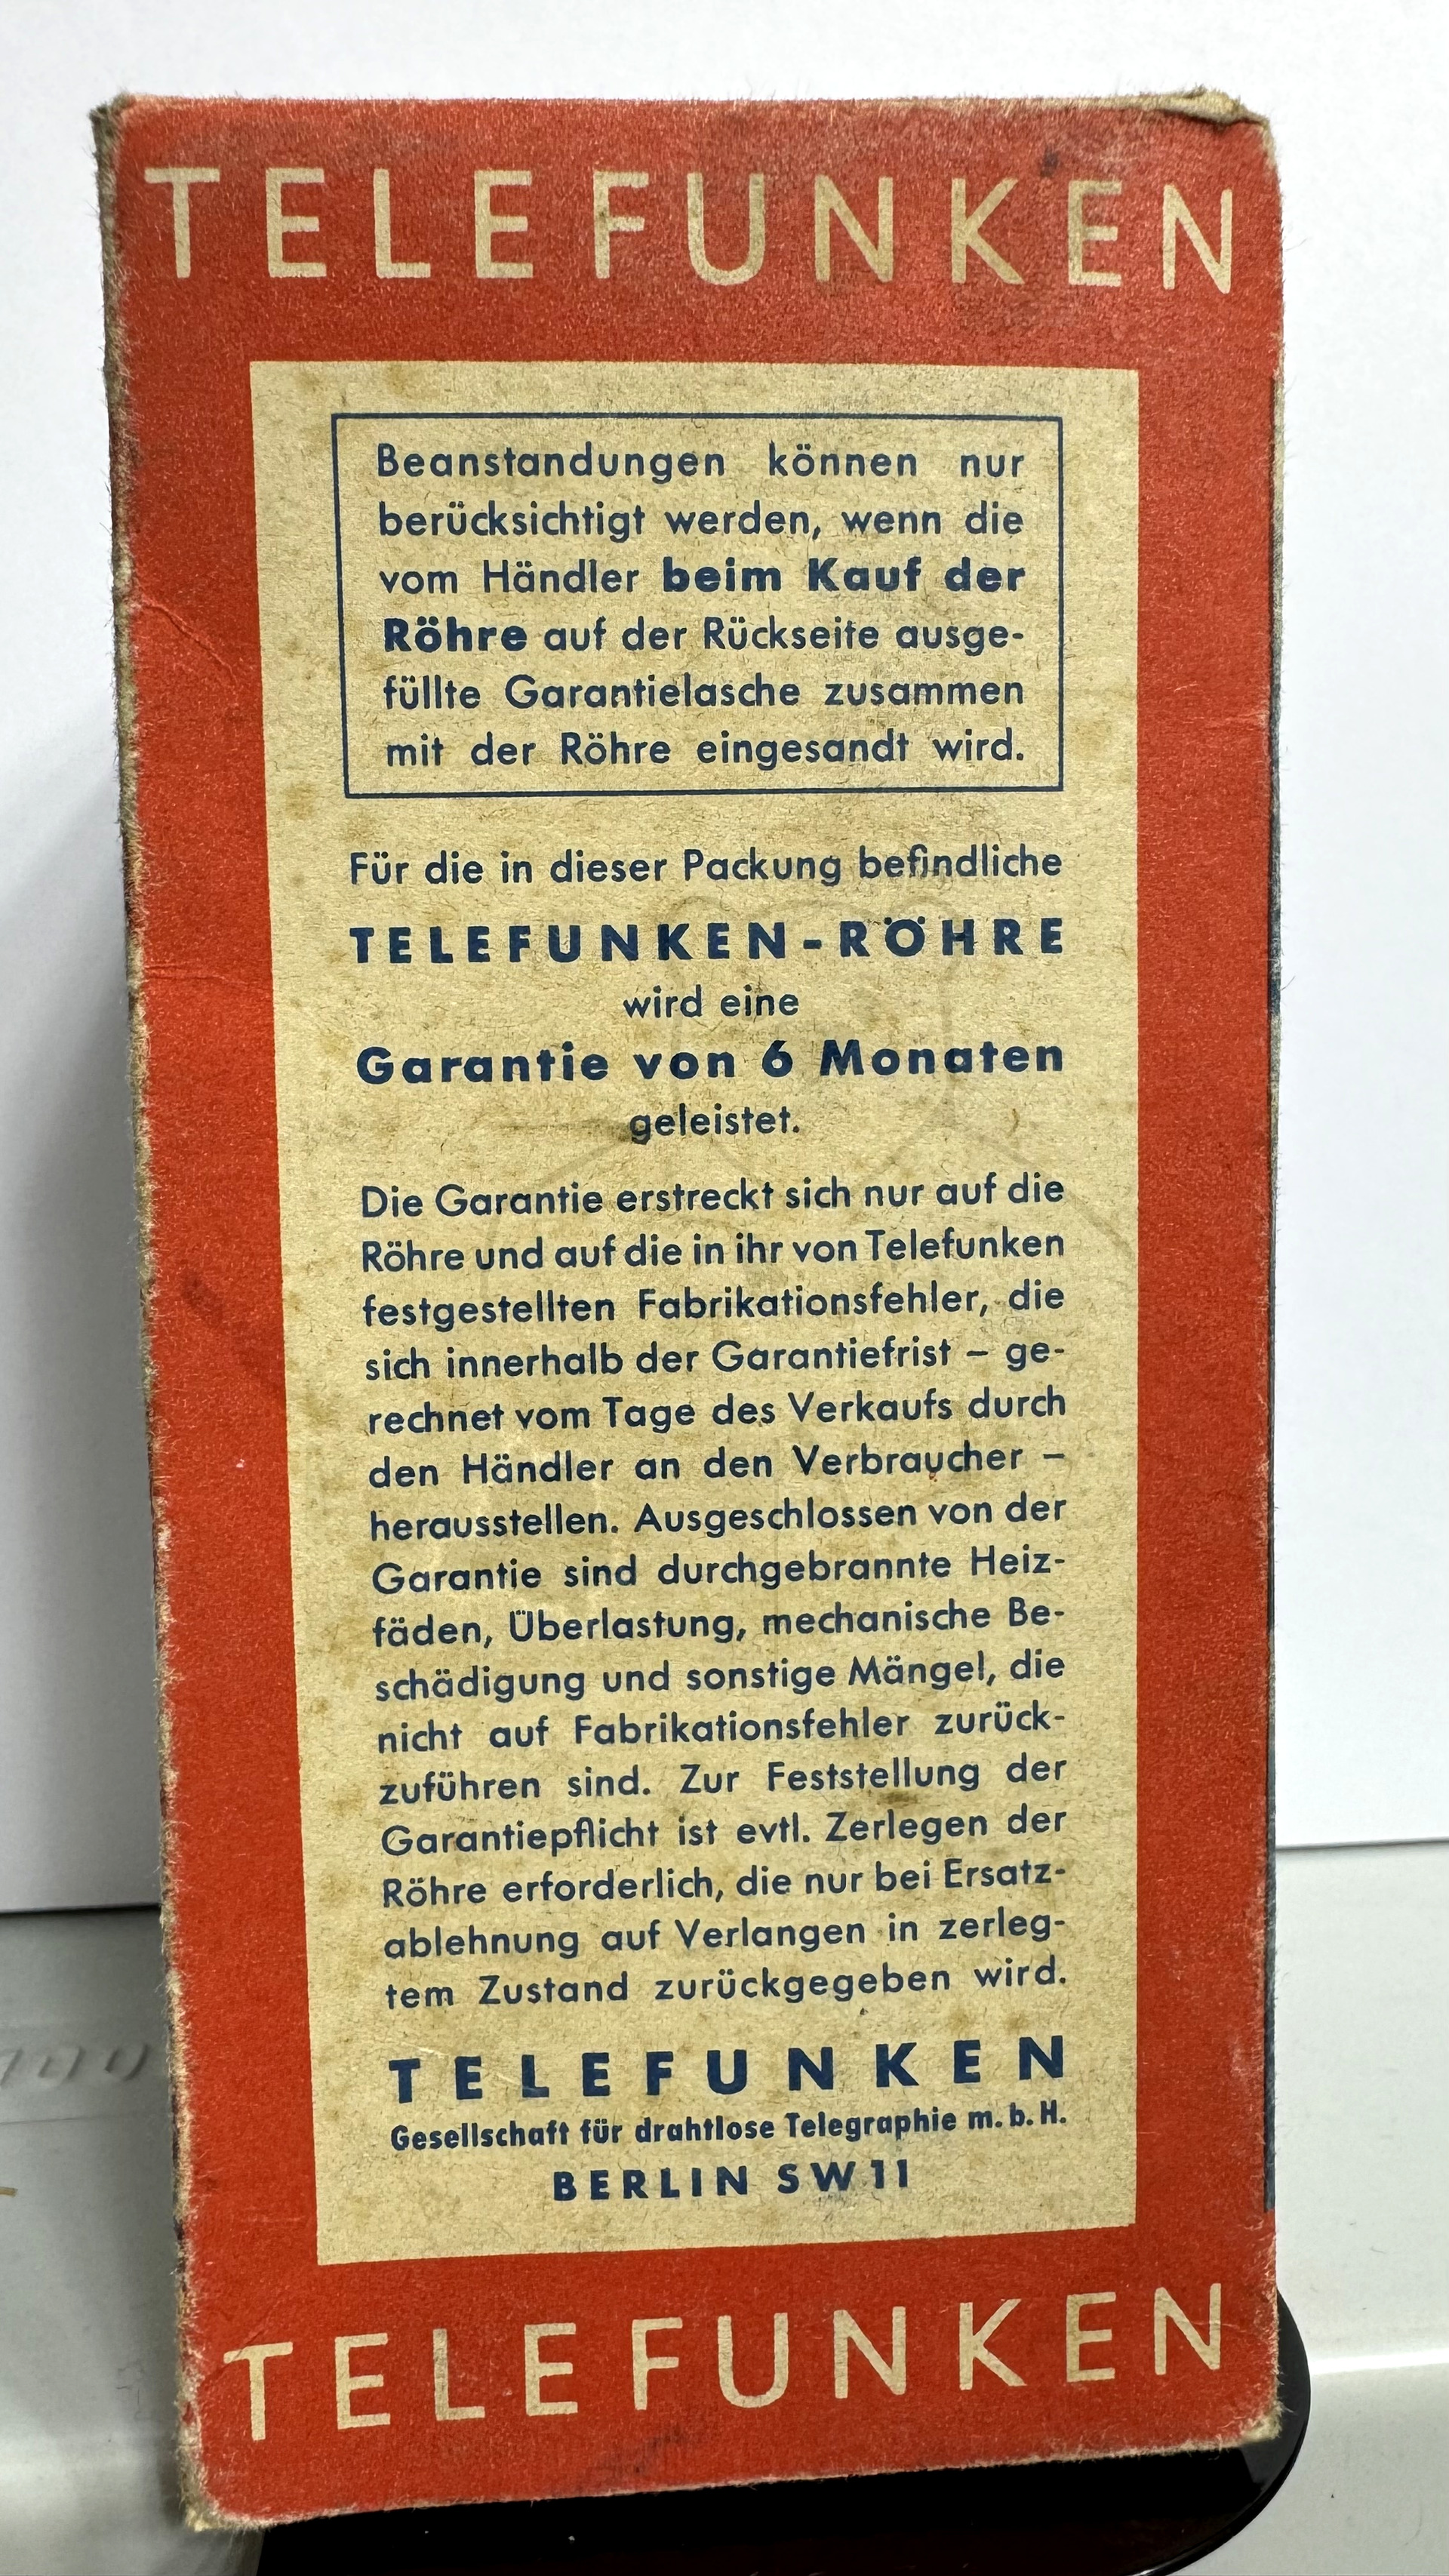 TELEFUNKEN
Beanstandungen können nur
berücksichtigt werden, wenn die
vom Händler beim Kauf der
Röhre auf der Rückseite ausge-
füllte Garantielasche zusammen
mit der Röhre eingesandt wird.
Für die in dieser Packung befindliche
TELEFUNKEN-RÖHRE
wird eine
Garantie von 6 Monaten
geleistet.
Die Garantie erstreckt sich nur auf die
Röhre und auf die in ihr von Telefunken
festgestellten Fabrikationsfehler, die
sich innerhalb der Garantiefrist – ge-
rechnet vom Tage des Verkaufs durch
den Händler an den Verbraucher –
herausstellen. Ausgeschlossen von der
Garantie sind durchgebrannte Heiz-
fäden, Überlastung, mechanische Be-
schädigung und sonstige Mängel, die
nicht auf Fabrikationsfehler zurück-
zuführen sind. Zur Feststellung der
Garantiepflicht ist evtl. Zerlegen der
Röhre erforderlich, die nur bei Ersatz-
ablehnung auf Verlangen in zerleg-
tem Zustand zurückgegeben wird.
TELEFUNKEN
Gesellschaft für drahtlose Telegraphie m. b. H.
BERLIN SW 11
TELEFUNKEN